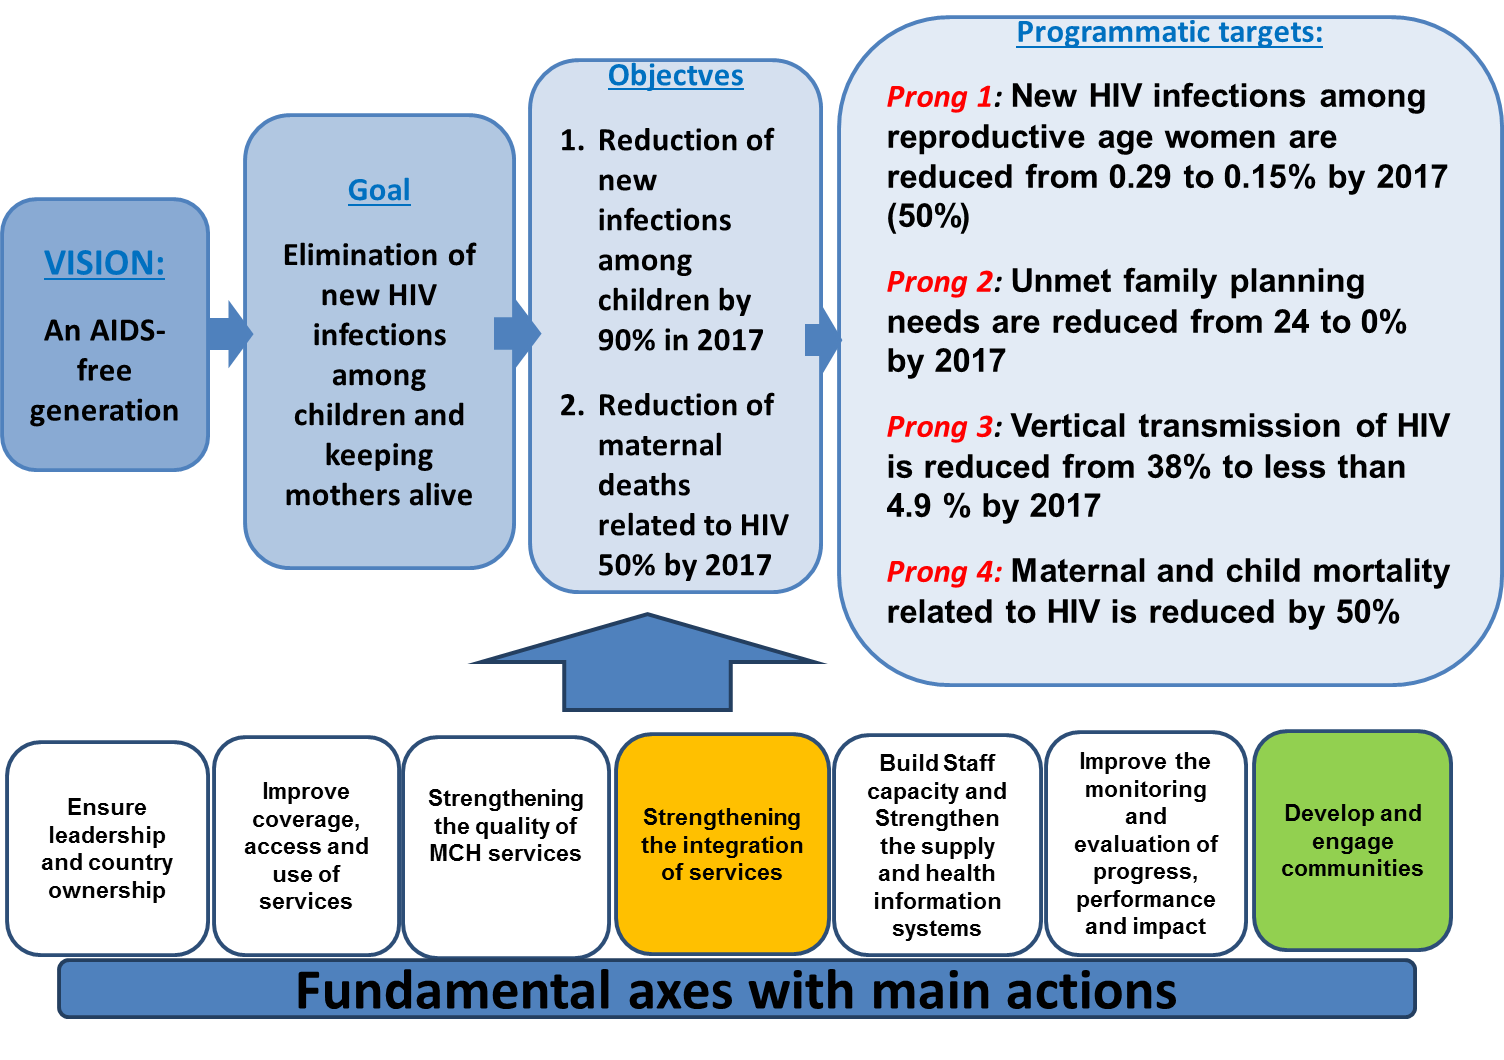 VISION:
An AIDS-
free
generation
Goal
Elimination of
new HIV
infections
among
children and
keeping
mothers alive
Objectves
1. Reduction of
new
infections
among
children by
90% in 2017
2. Reduction of
maternal
deaths
related to HIV
50% by 2017
Programmatic targets:
Prong 1: New HIV infections among
reproductive age women are
reduced from 0.29 to 0.15% by 2017
(50%)
Prong 2: Unmet family planning
needs are reduced from 24 to 0%
by 2017
Prong 3: Vertical transmission of HIV
is reduced from 38% to less than
4.9 % by 2017
Prong 4: Maternal and child mortality
related to HIV is reduced by 50%
Ensure
leadership
and country
ownership
Improve
coverage,
access and
use of
services
Strengthening
the quality of
MCH services
Strengthening
the integration
of services
Build Staff
capacity and
Strengthen
the supply
and health
information
systems
Improve the
monitoring
and
evaluation of
progress,
performance
and impact
Develop and
engage
communities
Fundamental axes with main actions